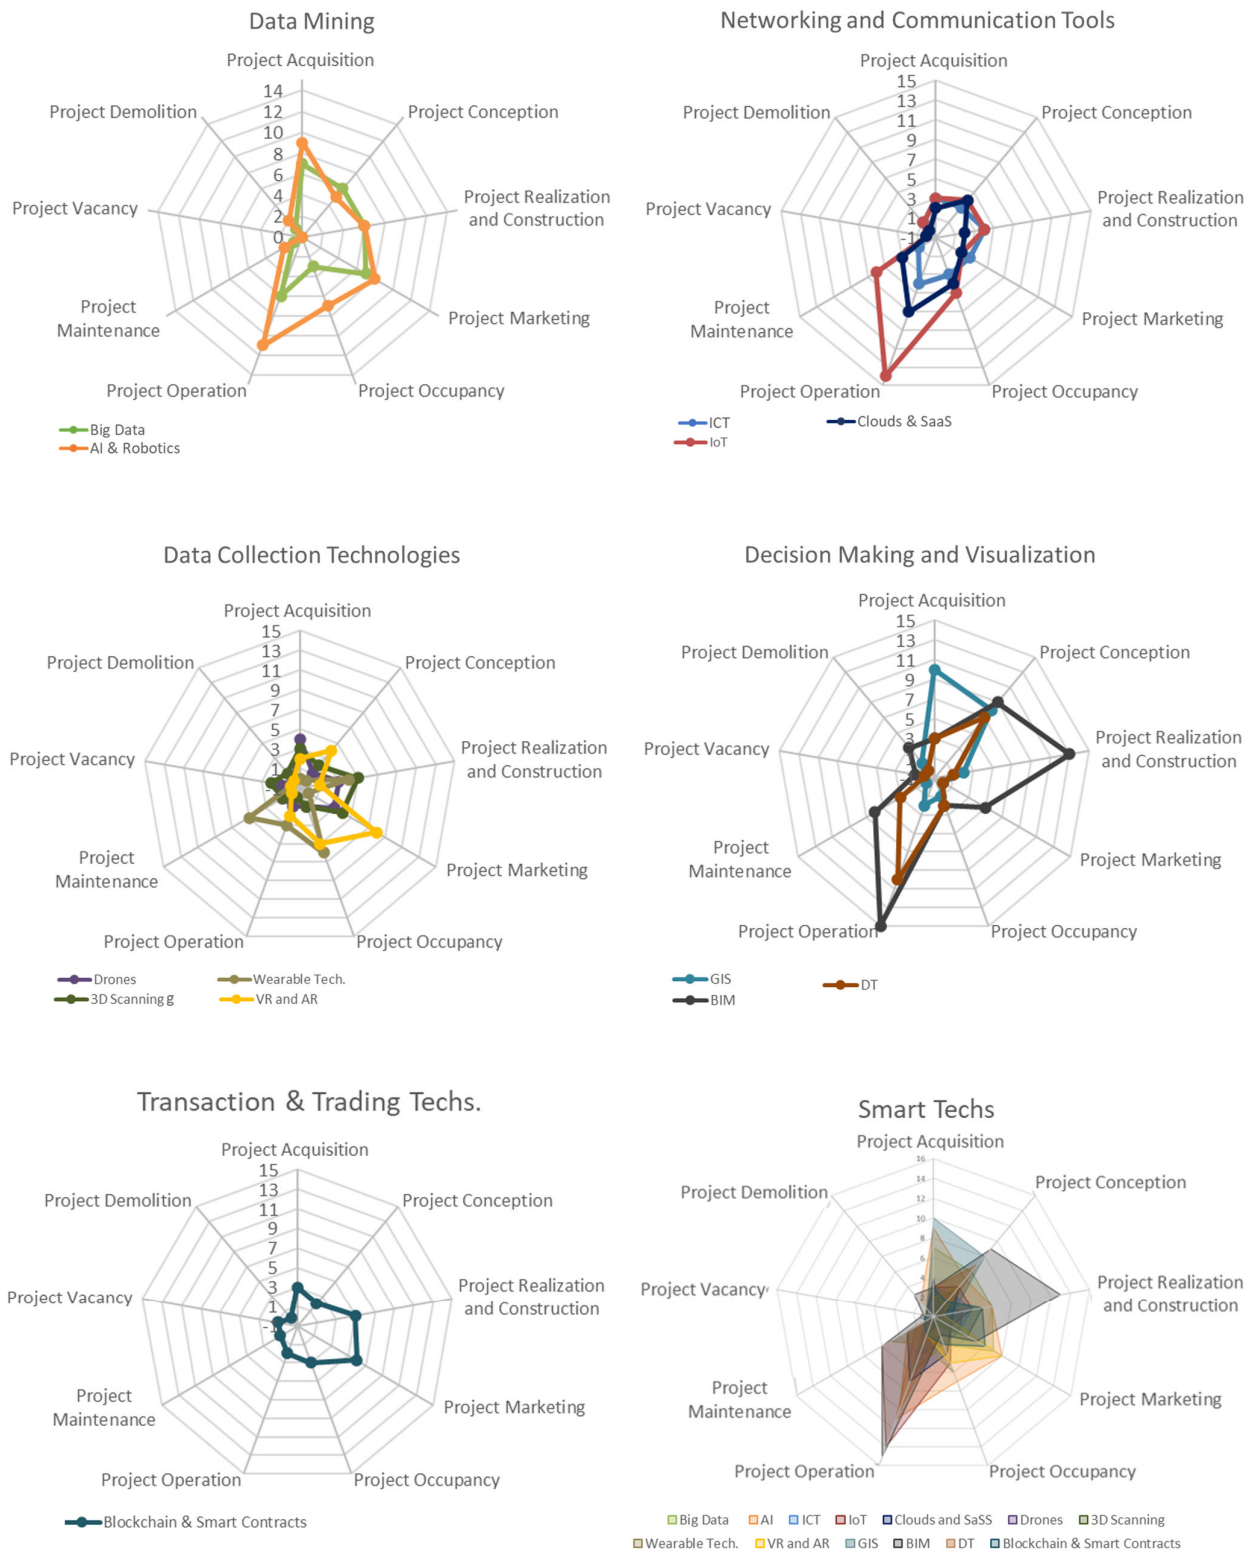 Data Mining
Project Acquisition
14
12
10
8
6
4
2
0
Project Conception
Project Realization
and Construction
Project Marketing
Project Occupancy
Project Operation
Project
Maintenance
Project Vacancy
Project Demolition
Big Data
AI & Robotics
Networking and Communication Tools
Project Acquisition
15
13
11
9
7
5
3
1
-1
Project Conception
Project Realization
and Construction
Project Marketing
Project Occupancy
Project Operation
Project
Maintenance
Project Vacancy
Project Demolition
ICT
Clouds & SaaS
IoT
Data Collection Technologies
Project Acquisition
15
13
11
9
7
5
3
1
Project Conception
Project Realization
and Construction
Project Marketing
Project Occupancy
Project Operation
Project
Maintenance
Project Vacancy
Project Demolition
Drones
Wearable Tech.
3D Scanning g
VR and AR
Decision Making and Visualization
Project Acquisition
15
13
11
9
7
5
3
1
Project Conception
Project Realization
and Construction
Project Marketing
Project Occupancy
Project Operation
Project
Maintenance
Project Vacancy
Project Demolition
GIS
DT
BIM
Transaction & Trading Techs.
Project Acquisition
15
13
11
9
7
5
3
1
-1
Project Conception
Project Realization
and Construction
Project Marketing
Project Occupancy
Project Operation
Project
Maintenance
Project Vacancy
Project Demolition
Blockchain & Smart Contracts
Smart Techs
Project Acquisition
16
14
12
10
8
6
4
Project Conception
Project Realization
and Construction
Project Marketing
Project Occupancy
Project Operation
Project
Maintenance
Project Vacancy
Project Demolition
Big Data AI ICT IoT Clouds and SaSS Drones 3D Scanning
Wearable Tech. VR and AR GIS BIM DT Blockchain & Smart Contracts